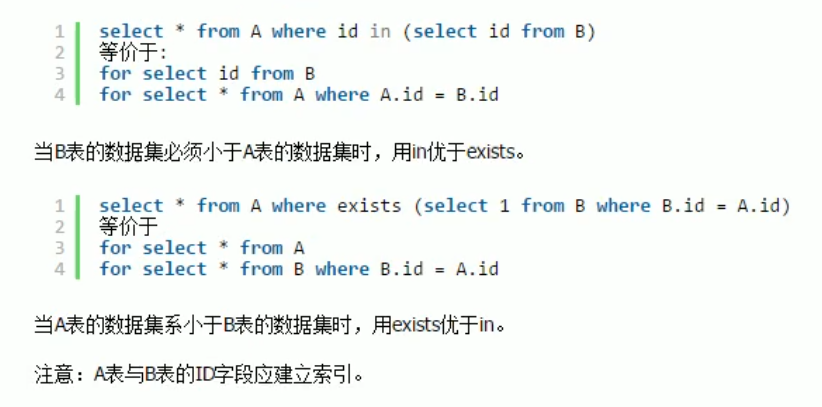 1 select * from A where id in (select id from B)
2 等价于:
3 for select id from B
4 for select * from A where A.id = B.id
当B表的数据集必须小于A表的数据集时，用in优于exists。
1 select * from A where exists (select 1 from B where B.id = A.id)
2 等价于
3 for select * from A
4 for select * from B where B.id = A.id
当A表的数据集系小于B表的数据集时，用exists优于in。
注意：A表与B表的ID字段应建立索引。